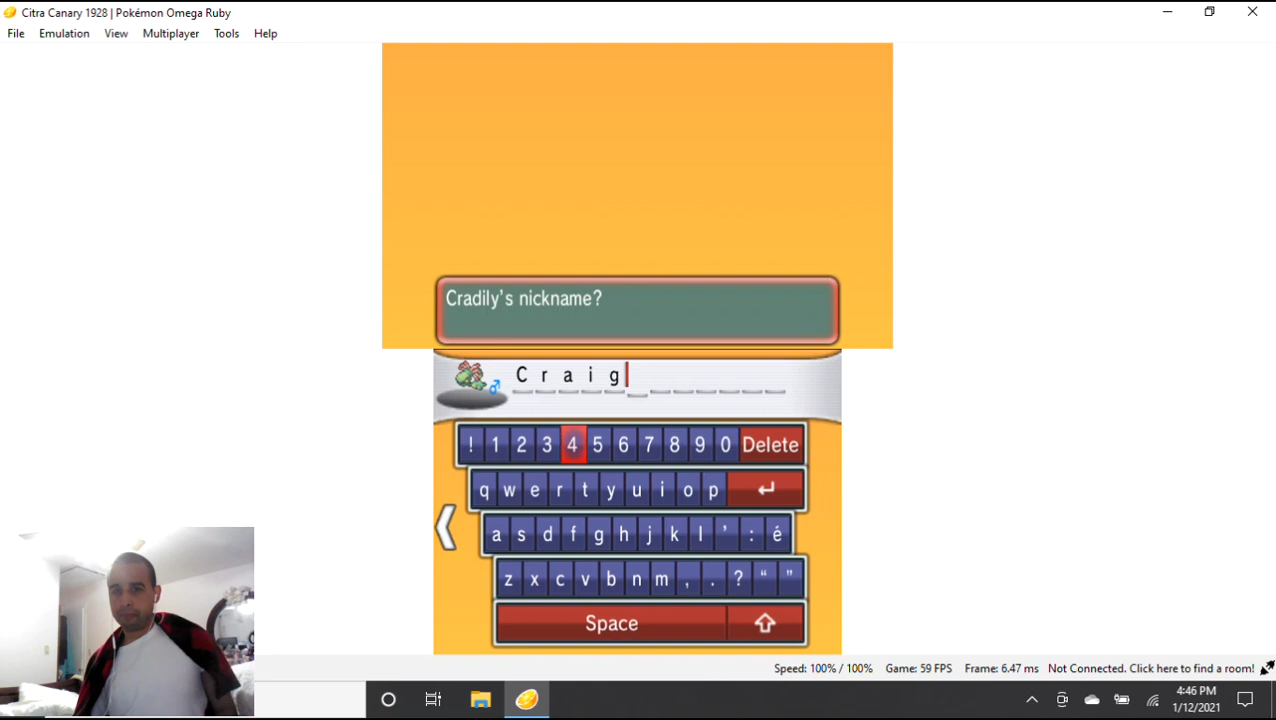 Citra Canary 1928 | Pokémon Omega Ruby
File Emulation View Multiplayer Tools Help
Cradily's nickname?
Craig
! 1 2 3 4 5 6 7 8 9 0 Delete
q w e r t y u i o p
a s d f g h j k l ' : é
z x c v b n m , . ? “ ”
Space
Speed: 100% / 100% Game: 59 FPS Frame: 6.47 ms Not Connected. Click here to find a room!
4:46 PM
1/12/2021